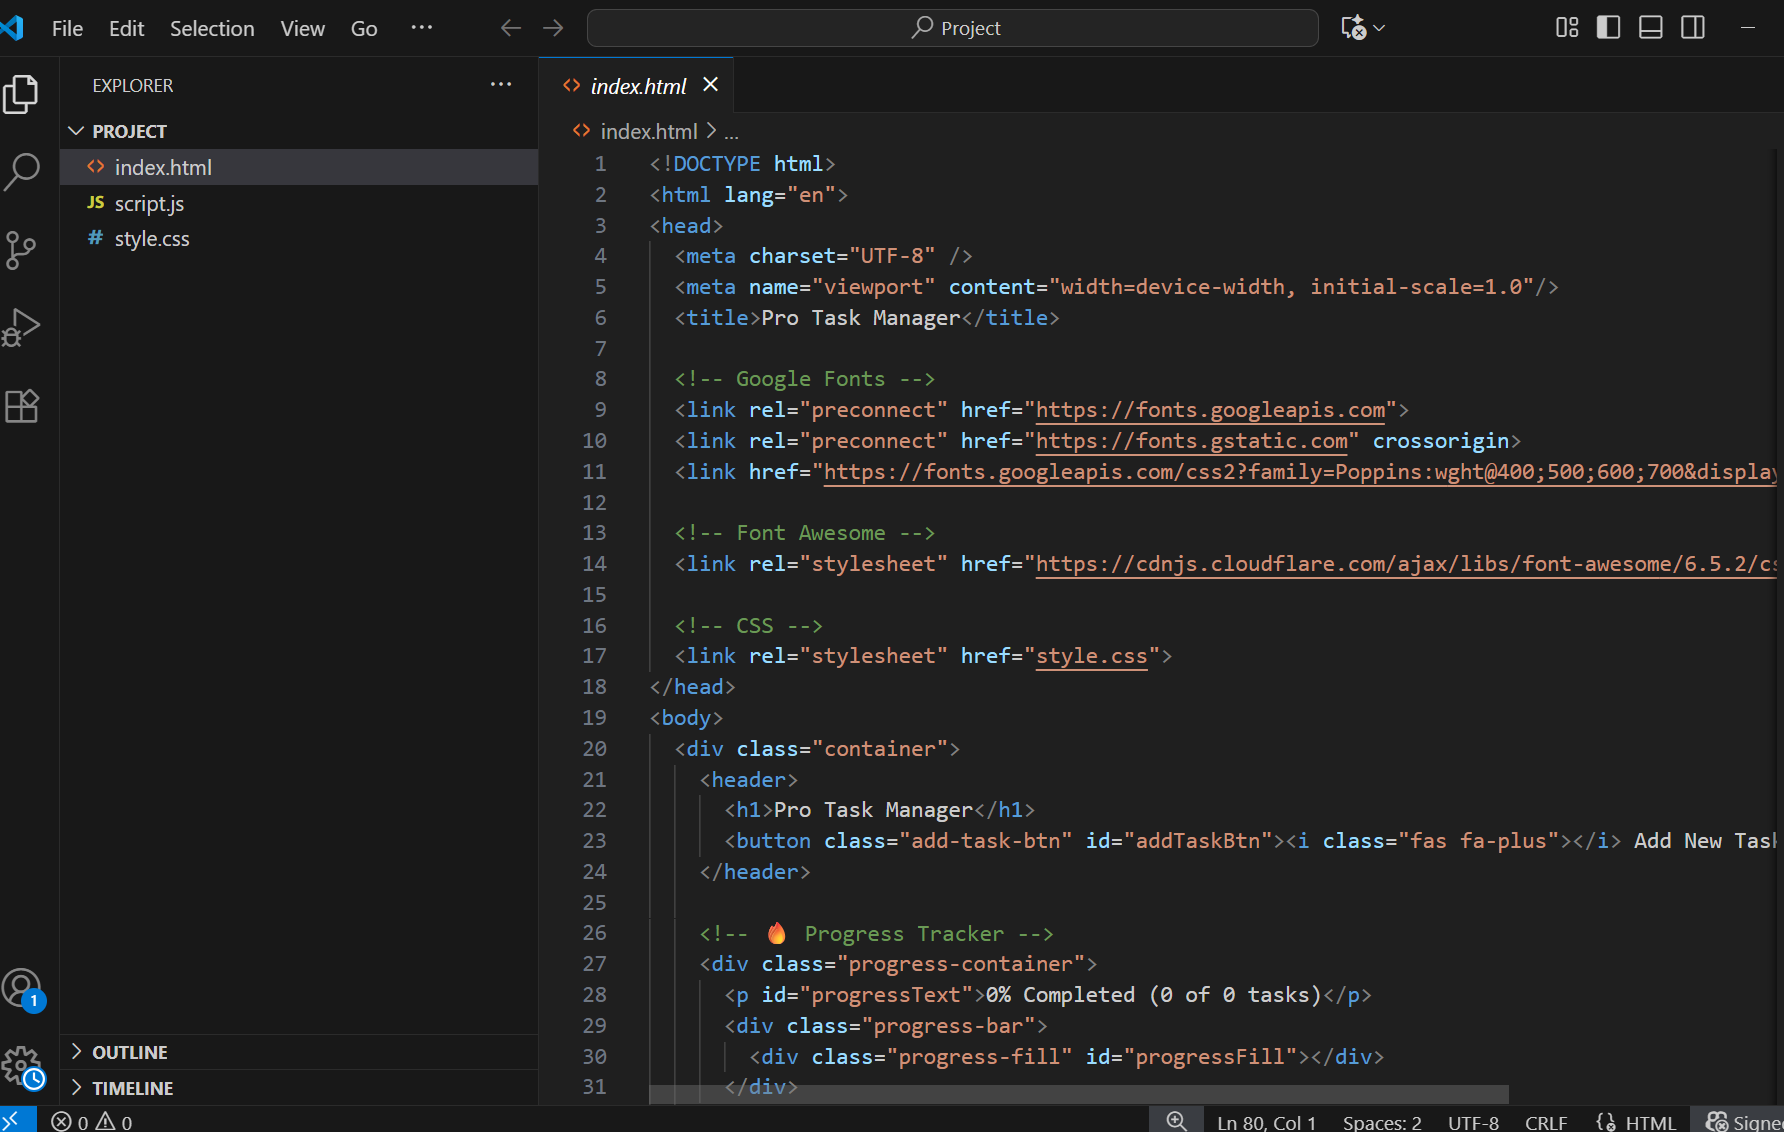 File Edit Selection View Go ... Project
EXPLORER ...
PROJECT
index.html
JS script.js
# style.css
OUTLINE
TIMELINE
1
index.html
index.html > ...
1 <!DOCTYPE html>
2 <html lang="en">
3 <head>
4 <meta charset="UTF-8" />
5 <meta name="viewport" content="width=device-width, initial-scale=1.0"/>
6 <title>Pro Task Manager</title>
7
8 <!-- Google Fonts -->
9 <link rel="preconnect" href="https://fonts.googleapis.com">
10 <link rel="preconnect" href="https://fonts.gstatic.com" crossorigin>
11 <link href="https://fonts.googleapis.com/css2?family=Poppins:wght@400;500;600;700&display
12
13 <!-- Font Awesome -->
14 <link rel="stylesheet" href="https://cdnjs.cloudflare.com/ajax/libs/font-awesome/6.5.2/cs
15
16 <!-- CSS -->
17 <link rel="stylesheet" href="style.css">
18 </head>
19 <body>
20 <div class="container">
21 <header>
22 <h1>Pro Task Manager</h1>
23 <button class="add-task-btn" id="addTaskBtn"><i class="fas fa-plus"></i> Add New Task
24 </header>
25
26 <!-- 🔥 Progress Tracker -->
27 <div class="progress-container">
28 <p id="progressText">0% Completed (0 of 0 tasks)</p>
29 <div class="progress-bar">
30 <div class="progress-fill" id="progressFill"></div>
31 </div>
0 0 Ln 80, Col 1 Spaces: 2 UTF-8 CRLF {} HTML Signe